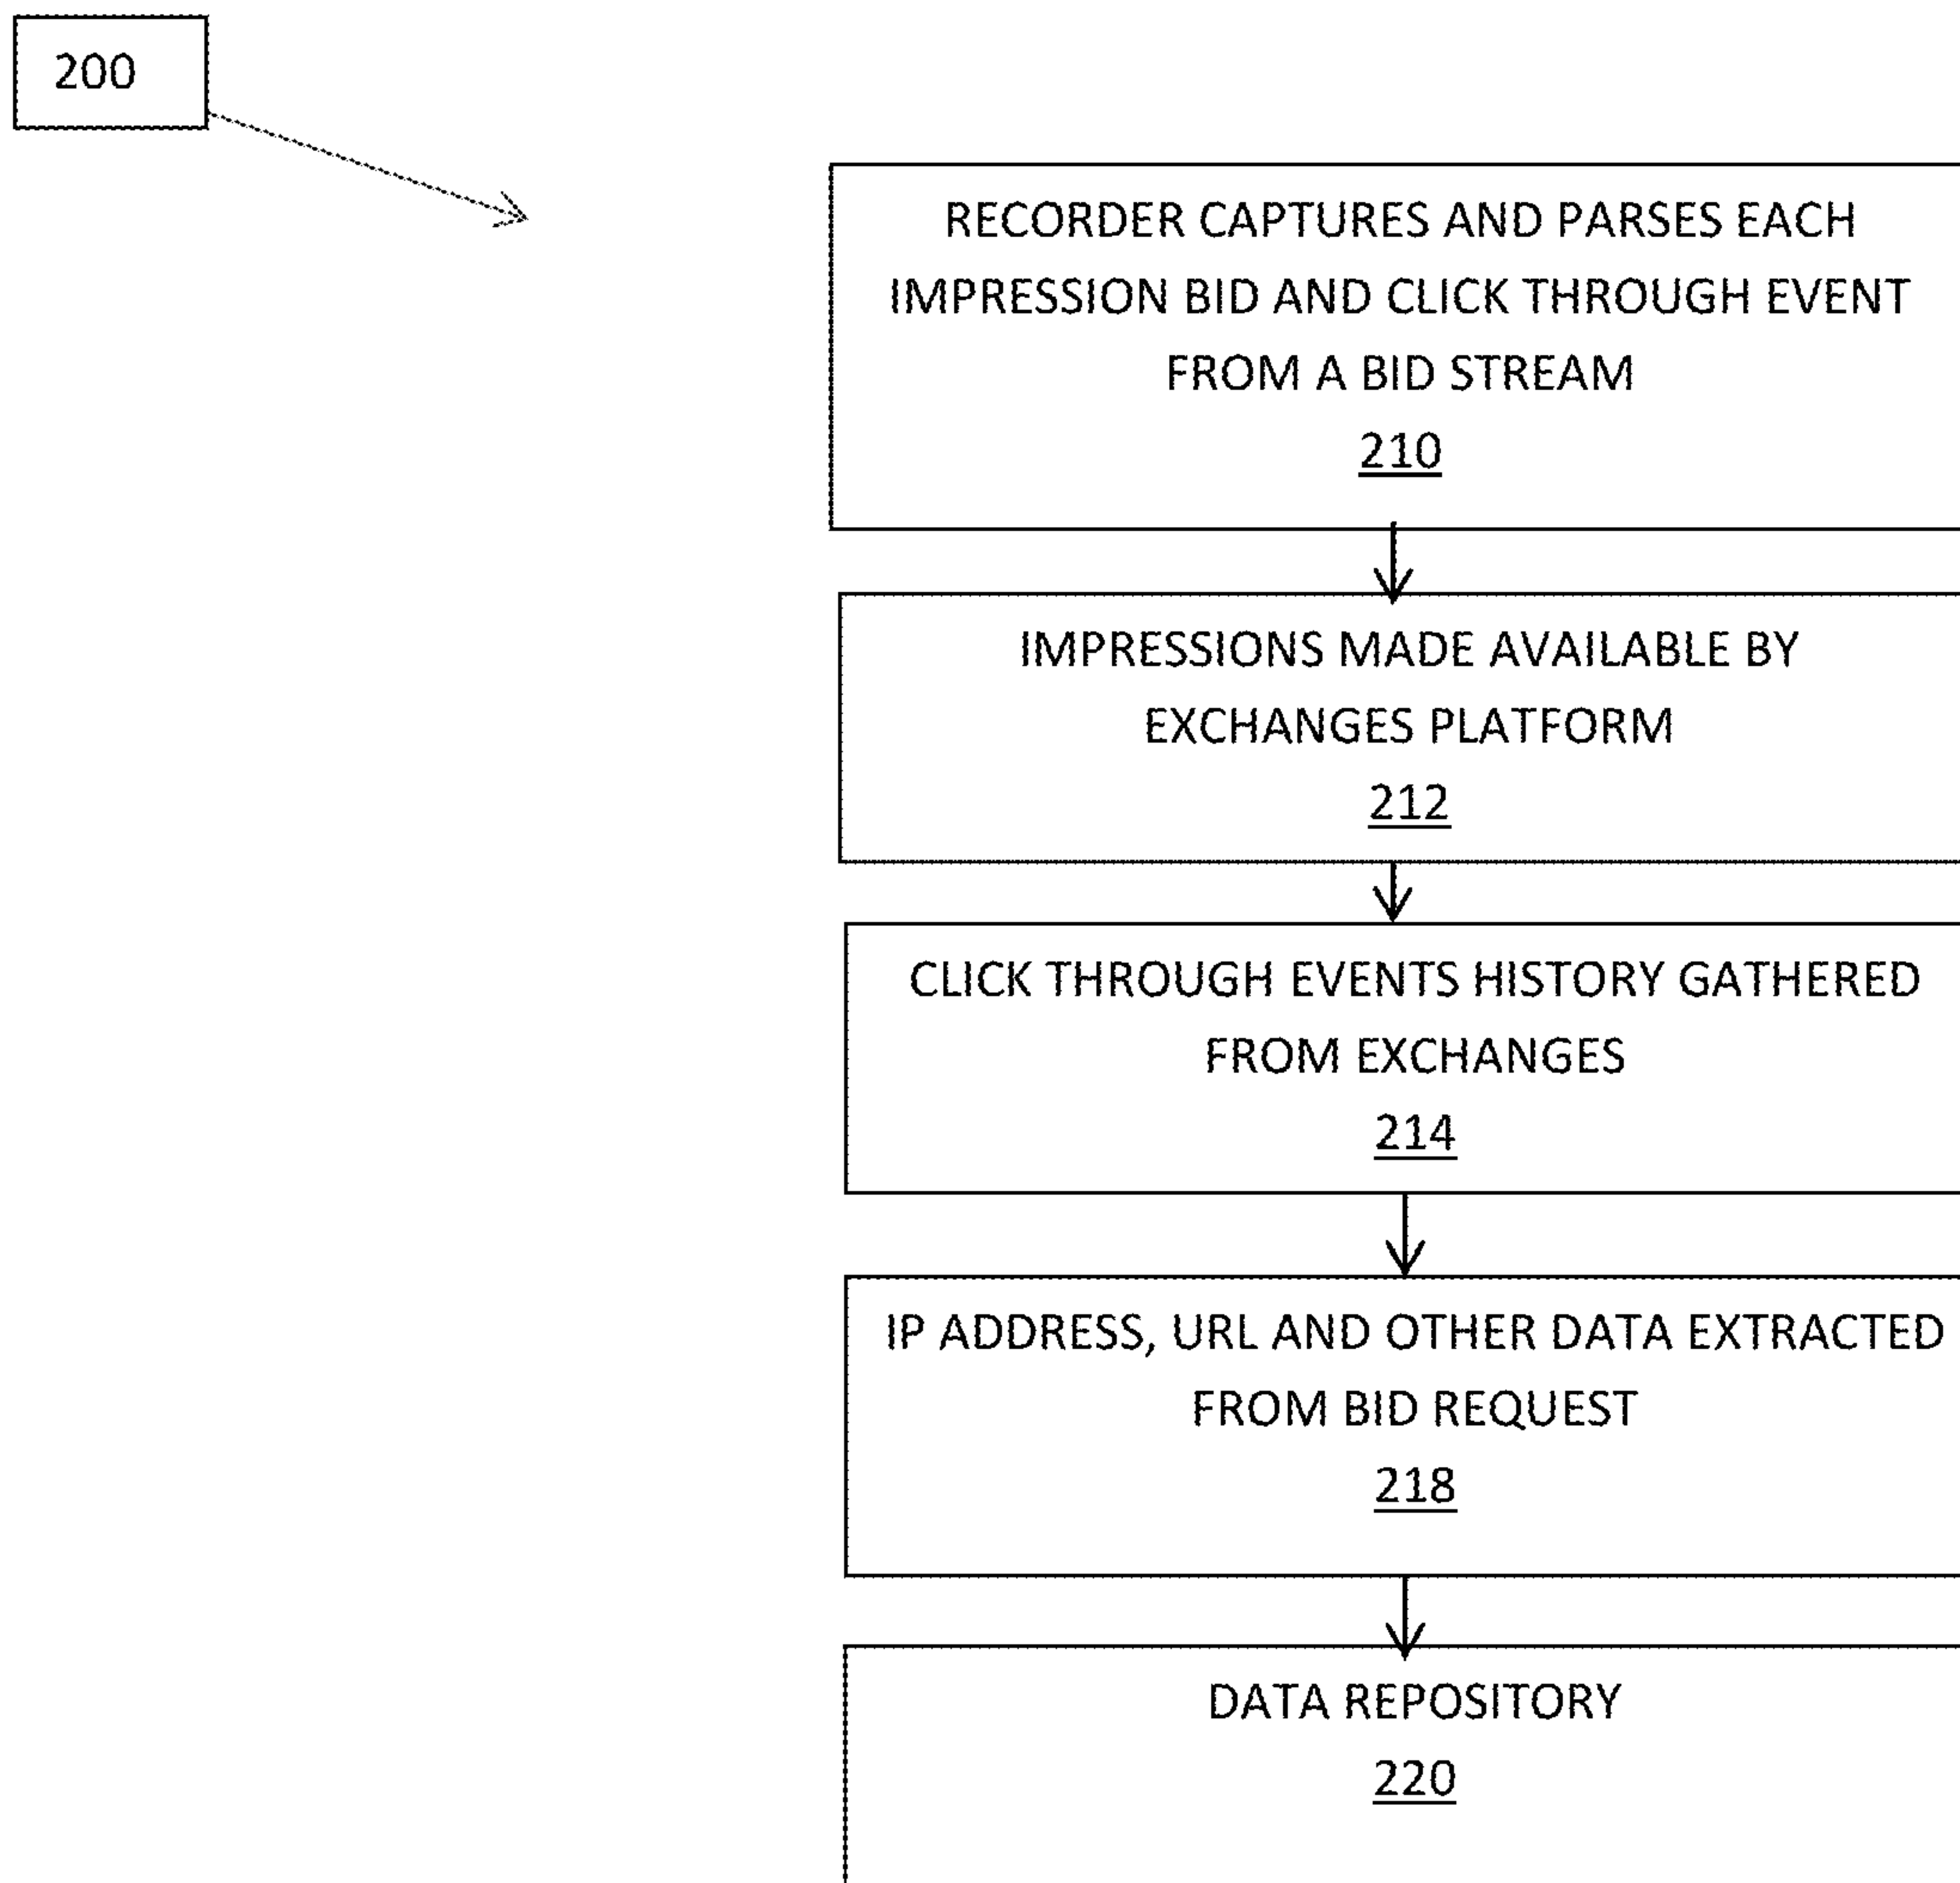 200
RECORDER CAPTURES AND PARSES EACH
IMPRESSION BID AND CLICK THROUGH EVENT
FROM A BID STREAM
210
IMPRESSIONS MADE AVAILABLE BY
EXCHANGES PLATFORM
212
CLICK THROUGH EVENTS HISTORY GATHERED
FROM EXCHANGES
214
IP ADDRESS, URL AND OTHER DATA EXTRACTED
FROM BID REQUEST
218
DATA REPOSITORY
220